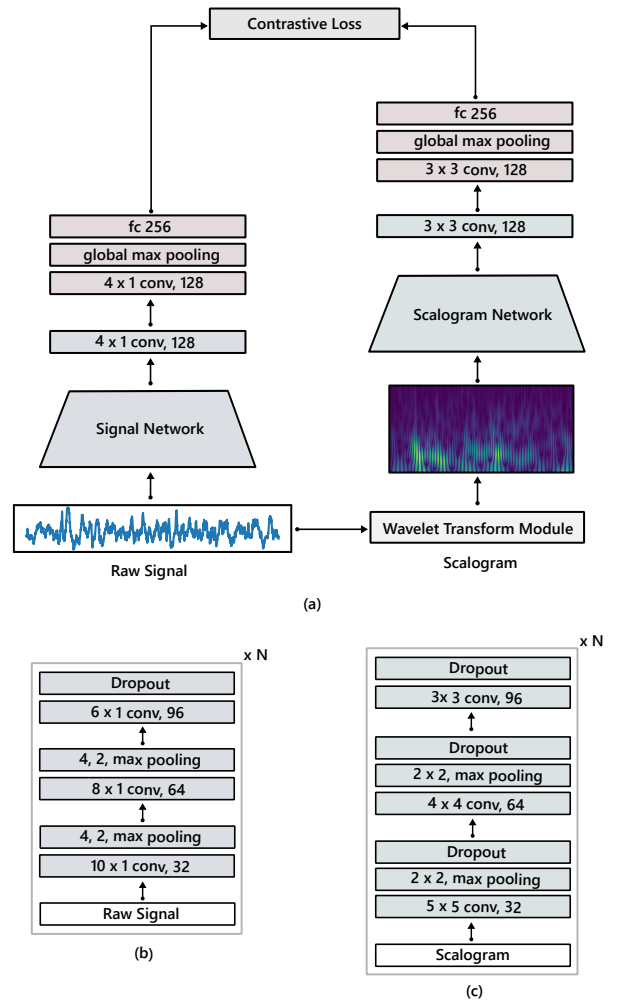 Contrastive Loss
fc 256
global max pooling
3 x 3 conv, 128
3 x 3 conv, 128
Scalogram Network
fc 256
global max pooling
4 x 1 conv, 128
4 x 1 conv, 128
Signal Network
Raw Signal
Wavelet Transform Module
Scalogram
(a)
x N
Dropout
6 x 1 conv, 96
4, 2, max pooling
8 x 1 conv, 64
4, 2, max pooling
10 x 1 conv, 32
Raw Signal
(b)
x N
Dropout
3x 3 conv, 96
Dropout
2 x 2, max pooling
4 x 4 conv, 64
Dropout
2 x 2, max pooling
5 x 5 conv, 32
Scalogram
(c)